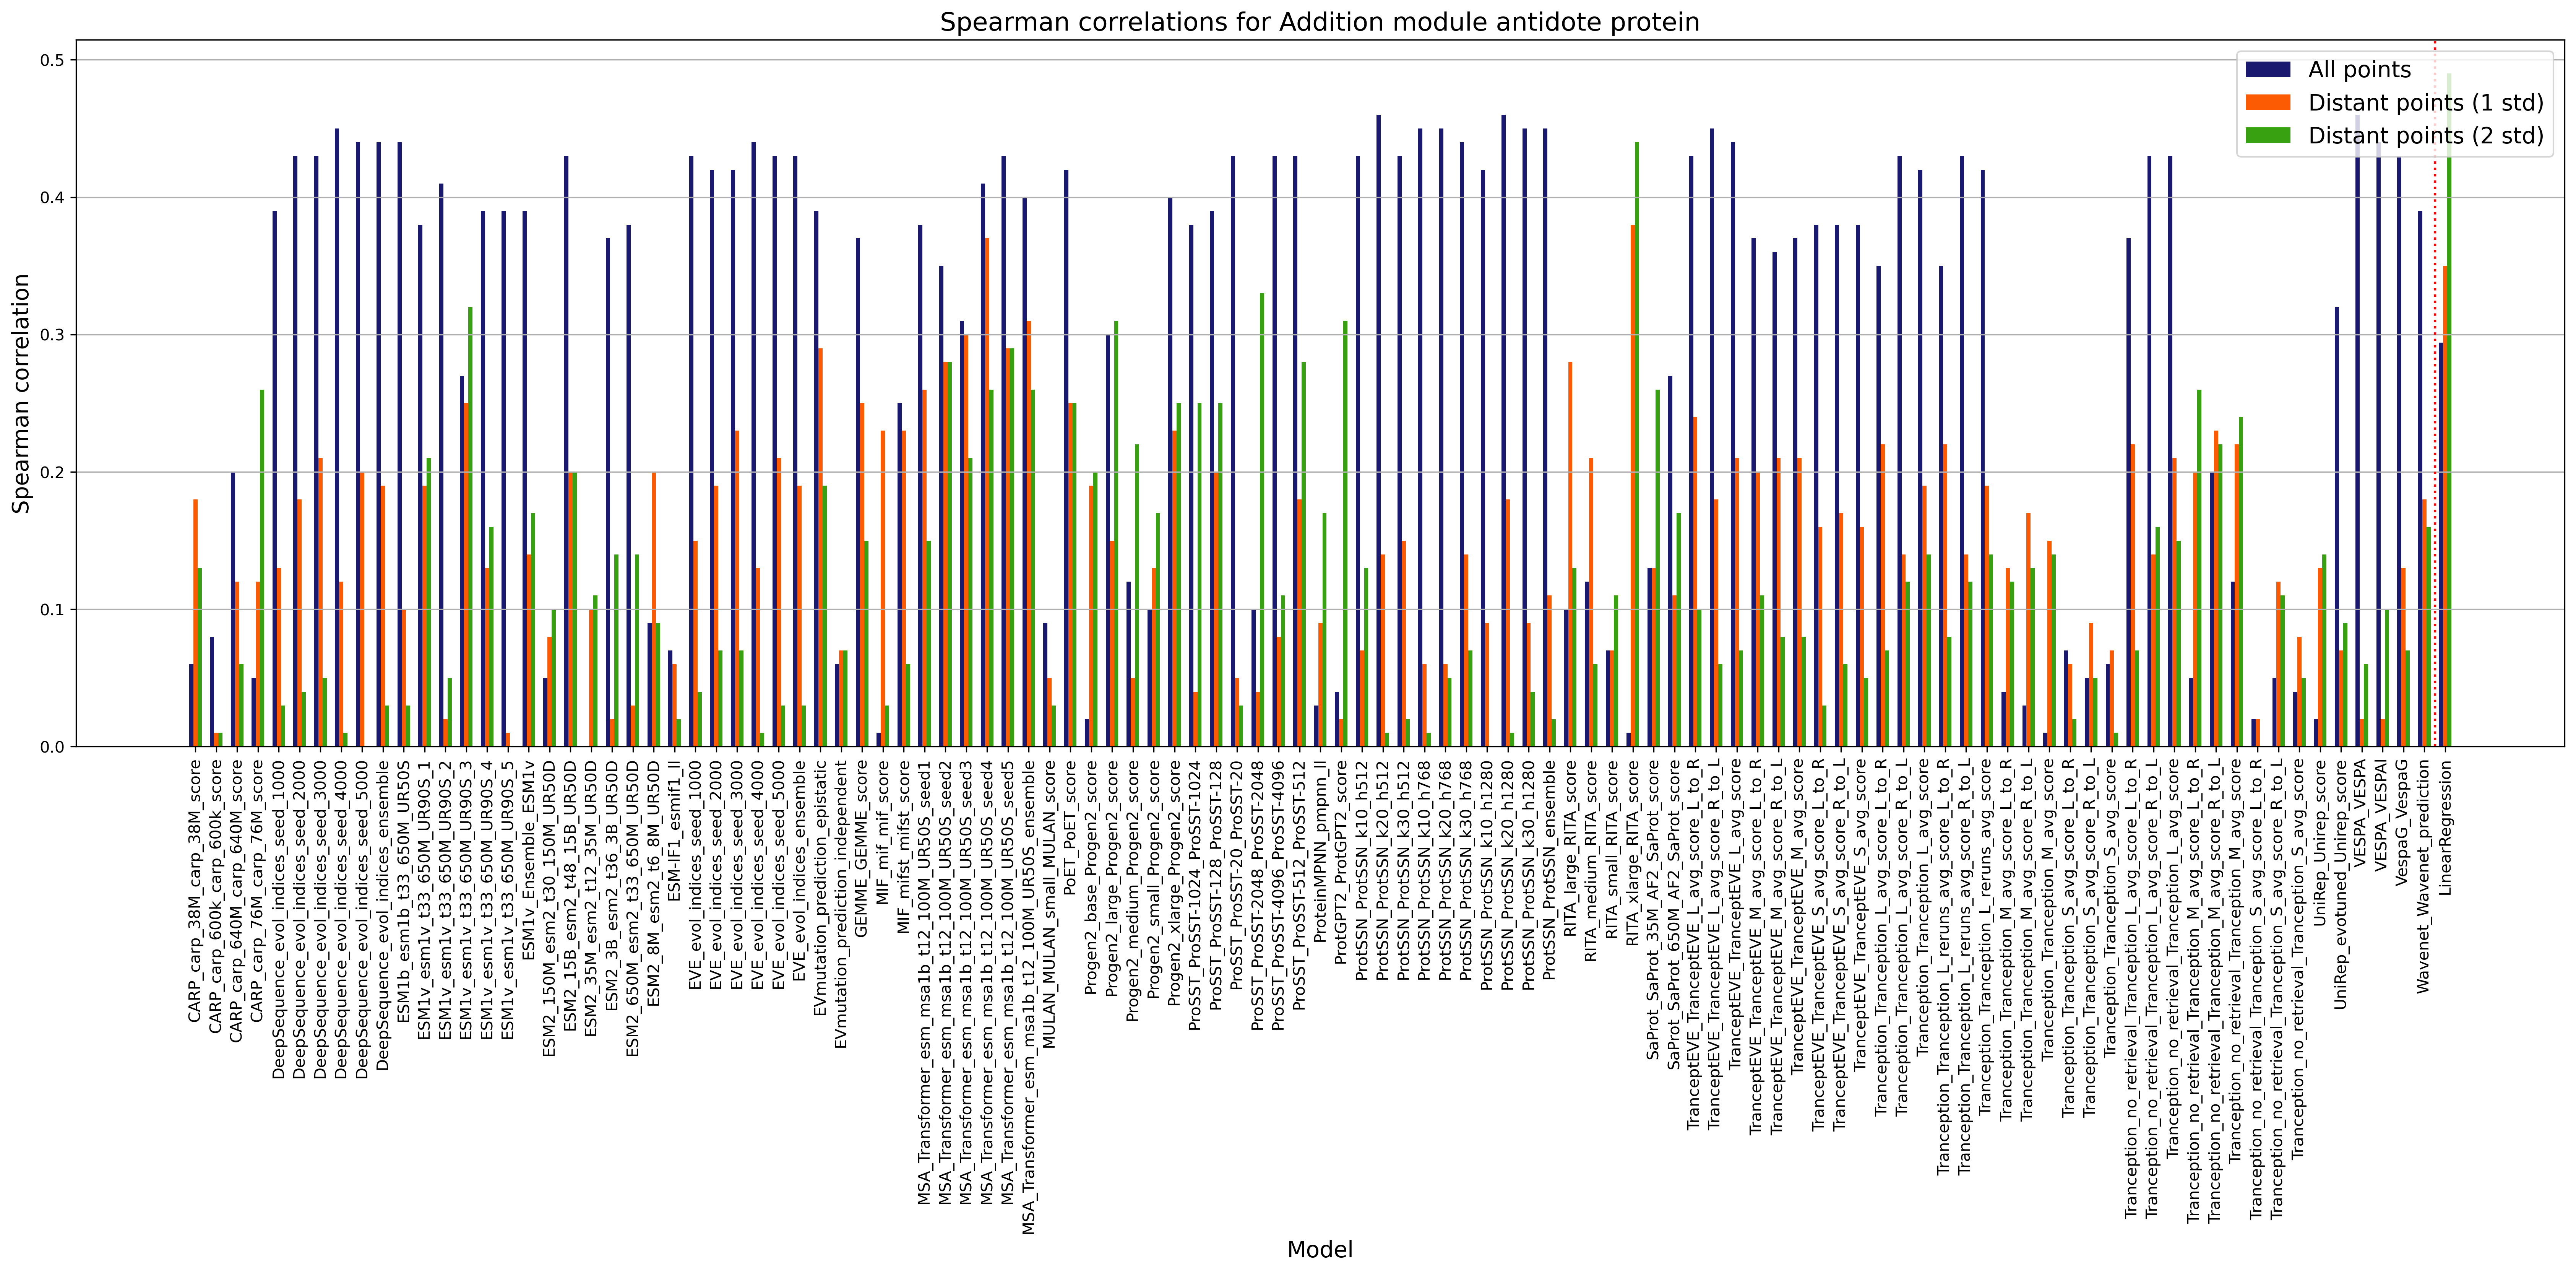 Spearman correlations for Addition module antidote protein
All points
Distant points (1 std)
Distant points (2 std)
0.5
0.4
0.3
0.2
0.1
0.0
Spearman correlation
CARP_carp_38M_score
CARP_carp_600k_carp_600k_score
CARP_carp_640M_carp_640M_score
CARP_carp_76M_carp_76M_score
DeepSequence_evol_indices_seed_1000
DeepSequence_evol_indices_seed_2000
DeepSequence_evol_indices_seed_3000
DeepSequence_evol_indices_seed_4000
DeepSequence_evol_indices_seed_5000
DeepSequence_evol_indices_ensemble
ESM1b_esm1b_t33_650M_UR50S
ESM1v_esm1v_t33_650M_UR90S_1
ESM1v_esm1v_t33_650M_UR90S_2
ESM1v_esm1v_t33_650M_UR90S_3
ESM1v_esm1v_t33_650M_UR90S_4
ESM1v_esm1v_t33_650M_UR90S_5
ESM1v_Ensemble_ESM1v
ESM2_150M_esm2_t30_150M_UR50D
ESM2_15B_esm2_t48_15B_UR50D
ESM2_35M_esm2_t12_35M_UR50D
ESM2_3B_esm2_t36_3B_UR50D
ESM2_650M_esm2_t33_650M_UR50D
ESM2_8M_esm2_t6_8M_UR50D
ESM-IF1_esmif1_ll
EVE_evol_indices_seed_1000
EVE_evol_indices_seed_2000
EVE_evol_indices_seed_3000
EVE_evol_indices_seed_4000
EVE_evol_indices_seed_5000
EVE_evol_indices_ensemble
EVmutation_prediction_epistatic
EVmutation_prediction_independent
GEMME_GEMME_score
MIF_mif_mif_score
MIF_mifst_mifst_score
MSA_Transformer_esm_msa1b_t12_100M_UR50S_seed1
MSA_Transformer_esm_msa1b_t12_100M_UR50S_seed2
MSA_Transformer_esm_msa1b_t12_100M_UR50S_seed3
MSA_Transformer_esm_msa1b_t12_100M_UR50S_seed4
MSA_Transformer_esm_msa1b_t12_100M_UR50S_seed5
MSA_Transformer_esm_msa1b_t12_100M_UR50S_ensemble
MULAN_MULAN_small_MULAN_score
PoET_PoET_score
Progen2_base_Progen2_score
Progen2_large_Progen2_score
Progen2_medium_Progen2_score
Progen2_small_Progen2_score
Progen2_xlarge_Progen2_score
ProSST_ProSST-1024_ProSST-1024
ProSST_ProSST-128_ProSST-128
ProSST_ProSST-20_ProSST-20
ProSST_ProSST-2048_ProSST-2048
ProSST_ProSST-4096_ProSST-4096
ProSST_ProSST-512_ProSST-512
ProteinMPNN_pmpnn_ll
ProtGPT2_ProtGPT2_score
ProtSSN_ProtSSN_k10_h512
ProtSSN_ProtSSN_k20_h512
ProtSSN_ProtSSN_k30_h512
ProtSSN_ProtSSN_k10_h768
ProtSSN_ProtSSN_k20_h768
ProtSSN_ProtSSN_k30_h768
ProtSSN_ProtSSN_k10_h1280
ProtSSN_ProtSSN_k20_h1280
ProtSSN_ProtSSN_k30_h1280
ProtSSN_ProtSSN_ensemble
RITA_large_RITA_score
RITA_medium_RITA_score
RITA_small_RITA_score
RITA_xlarge_RITA_score
SaProt_SaProt_35M_AF2_SaProt_score
SaProt_SaProt_650M_AF2_SaProt_score
TranceptEVE_TranceptEVE_L_avg_score_L_to_R
TranceptEVE_TranceptEVE_L_avg_score_R_to_L
TranceptEVE_TranceptEVE_L_avg_score
TranceptEVE_TranceptEVE_M_avg_score_L_to_R
TranceptEVE_TranceptEVE_M_avg_score_R_to_L
TranceptEVE_TranceptEVE_M_avg_score
TranceptEVE_TranceptEVE_S_avg_score_L_to_R
TranceptEVE_TranceptEVE_S_avg_score_R_to_L
TranceptEVE_TranceptEVE_S_avg_score
Tranception_Tranception_L_avg_score_L_to_R
Tranception_Tranception_L_avg_score_R_to_L
Tranception_Tranception_L_avg_score
Tranception_Tranception_L_reruns_avg_score_L_to_R
Tranception_Tranception_L_reruns_avg_score_R_to_L
Tranception_Tranception_L_reruns_avg_score
Tranception_Tranception_M_avg_score_L_to_R
Tranception_Tranception_M_avg_score_R_to_L
Tranception_Tranception_M_avg_score
Tranception_Tranception_S_avg_score_L_to_R
Tranception_Tranception_S_avg_score_R_to_L
Tranception_Tranception_S_avg_score
Tranception_no_retrieval_Tranception_L_avg_score_L_to_R
Tranception_no_retrieval_Tranception_L_avg_score_R_to_L
Tranception_no_retrieval_Tranception_L_avg_score
Tranception_no_retrieval_Tranception_M_avg_score_L_to_R
Tranception_no_retrieval_Tranception_M_avg_score_R_to_L
Tranception_no_retrieval_Tranception_M_avg_score
Tranception_no_retrieval_Tranception_S_avg_score_L_to_R
Tranception_no_retrieval_Tranception_S_avg_score_R_to_L
Tranception_no_retrieval_Tranception_S_avg_score
UniRep_Unirep_score
UniRep_evotuned_Unirep_score
VESPA_VESPA
VESPA_VESPAl
VespaG_VespaG
Wavenet_Wavenet_prediction
LinearRegression
Model